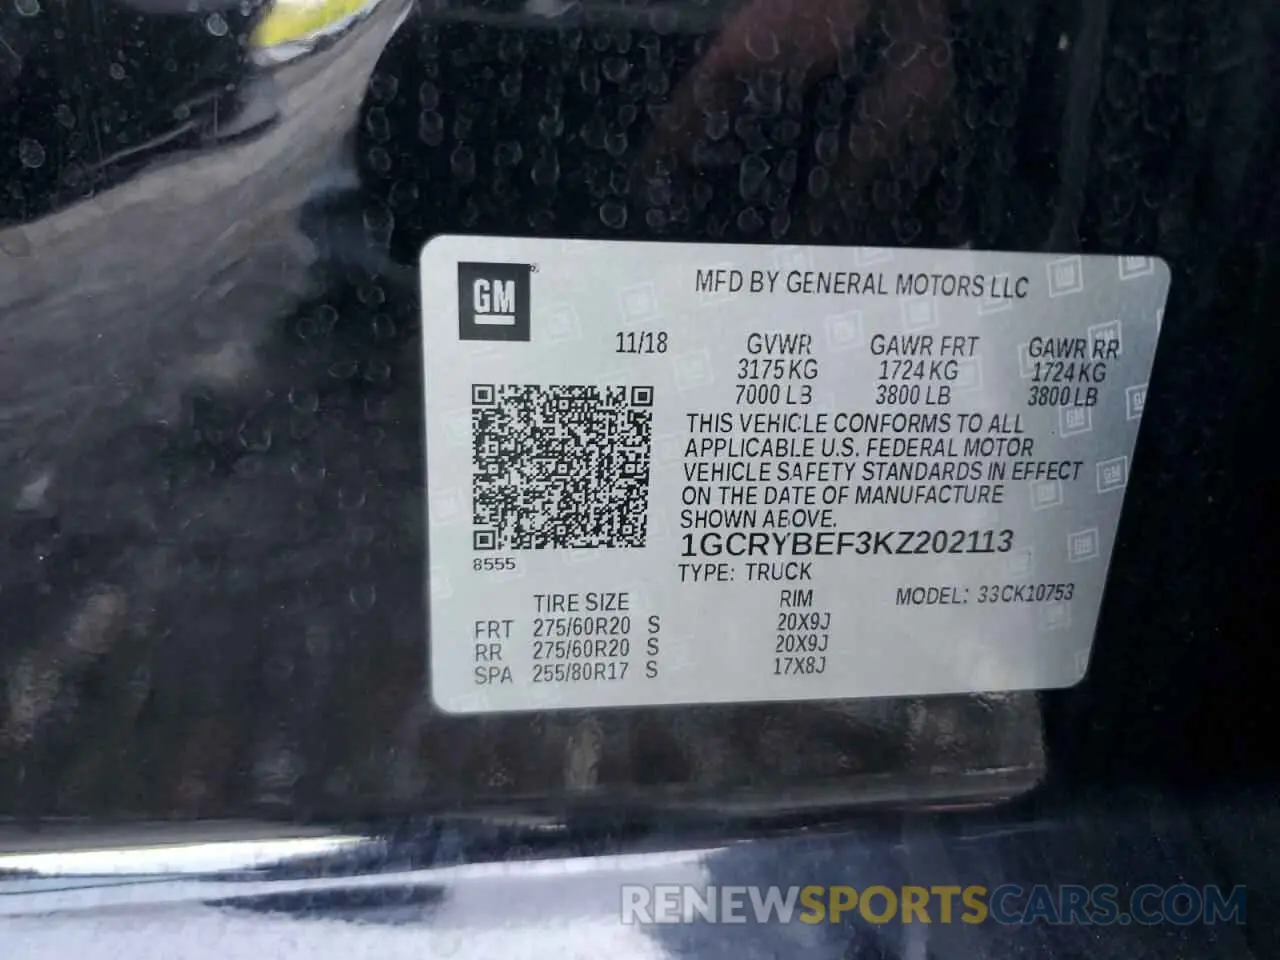 GM
MFD BY GENERAL MOTORS LLC
11/18 GVWR GAWR FRT GAWR RR
3175 KG 1724 KG 1724 KG
7000 LB 3800 LB 3800 LB
THIS VEHICLE CONFORMS TO ALL
APPLICABLE U.S. FEDERAL MOTOR
VEHICLE SAFETY STANDARDS IN EFFECT
ON THE DATE OF MANUFACTURE
SHOWN ABOVE.
1GCRYBEF3KZ202113
8555
TYPE: TRUCK
MODEL: 33CK10753
TIRE SIZE RIM
FRT 275/60R20 S 20X9J
RR 275/60R20 S 20X9J
SPA 255/80R17 S 17X8J
RENEWSPORTSCARS.COM